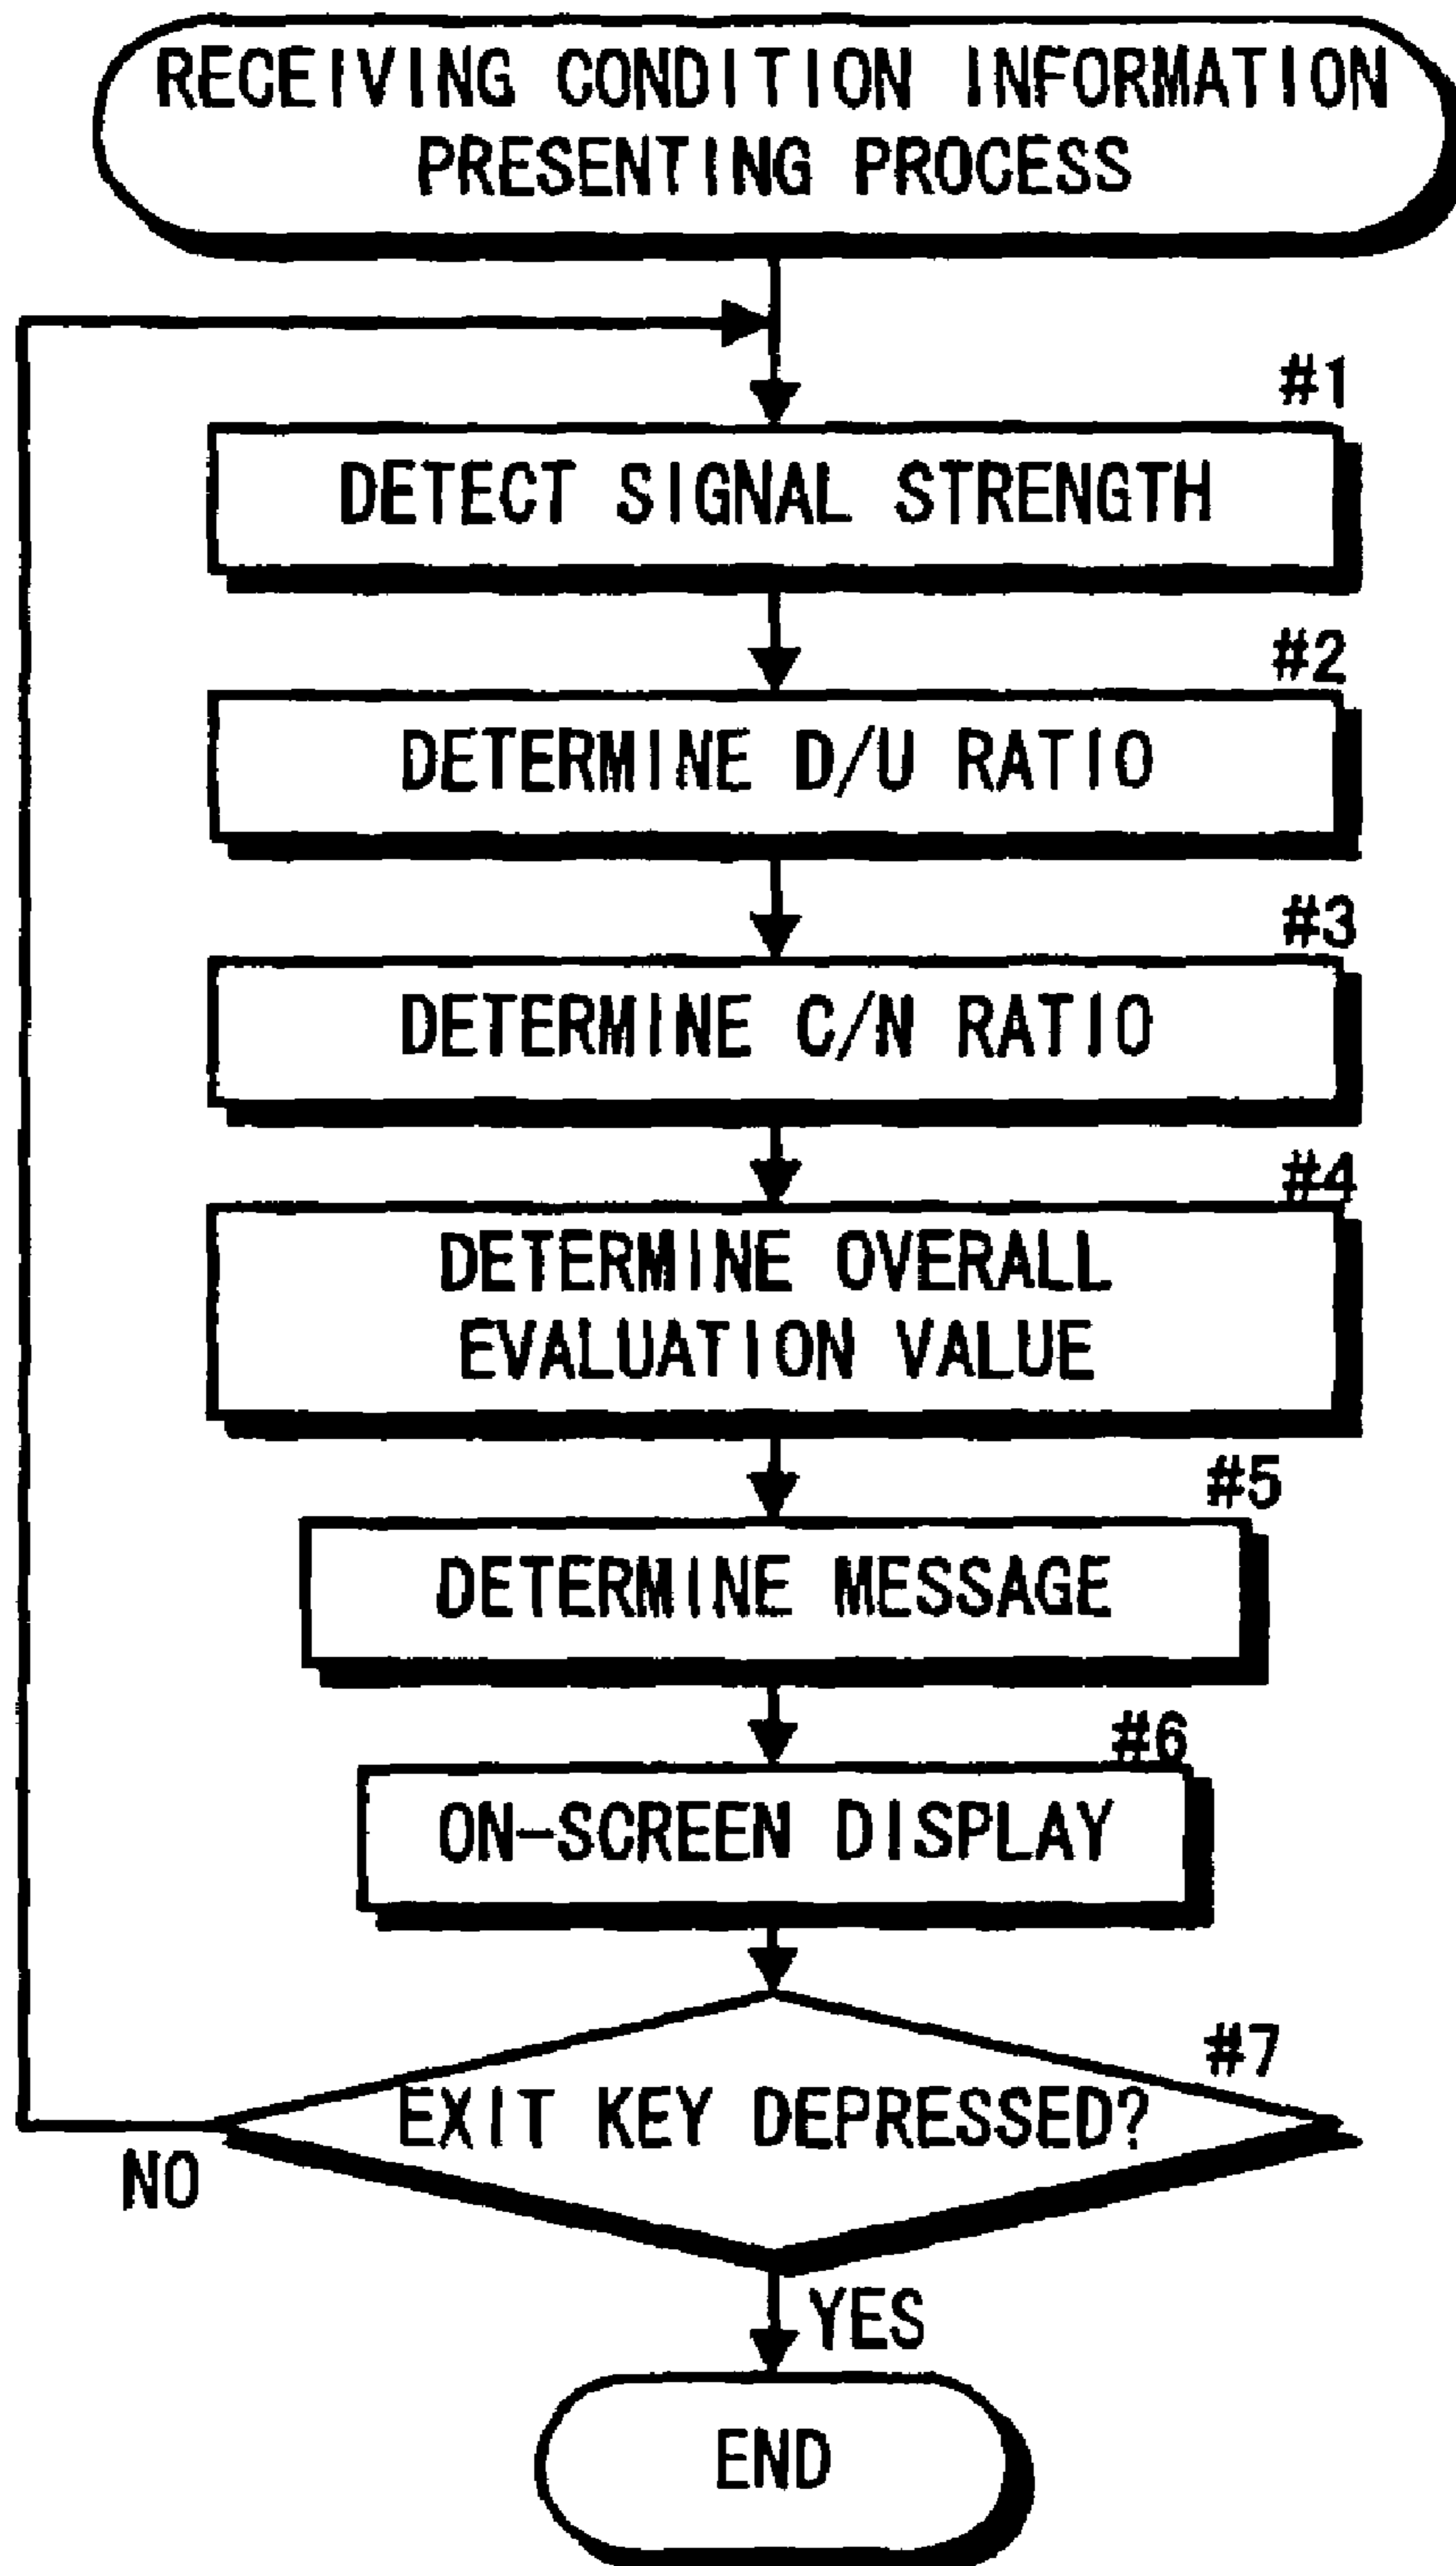 RECEIVING CONDITION INFORMATION
PRESENTING PROCESS
#1
DETECT SIGNAL STRENGTH
#2
DETERMINE D/U RATIO
#3
DETERMINE C/N RATIO
#4
DETERMINE OVERALL
EVALUATION VALUE
#5
DETERMINE MESSAGE
#6
ON-SCREEN DISPLAY
#7
EXIT KEY DEPRESSED?
NO
YES
END